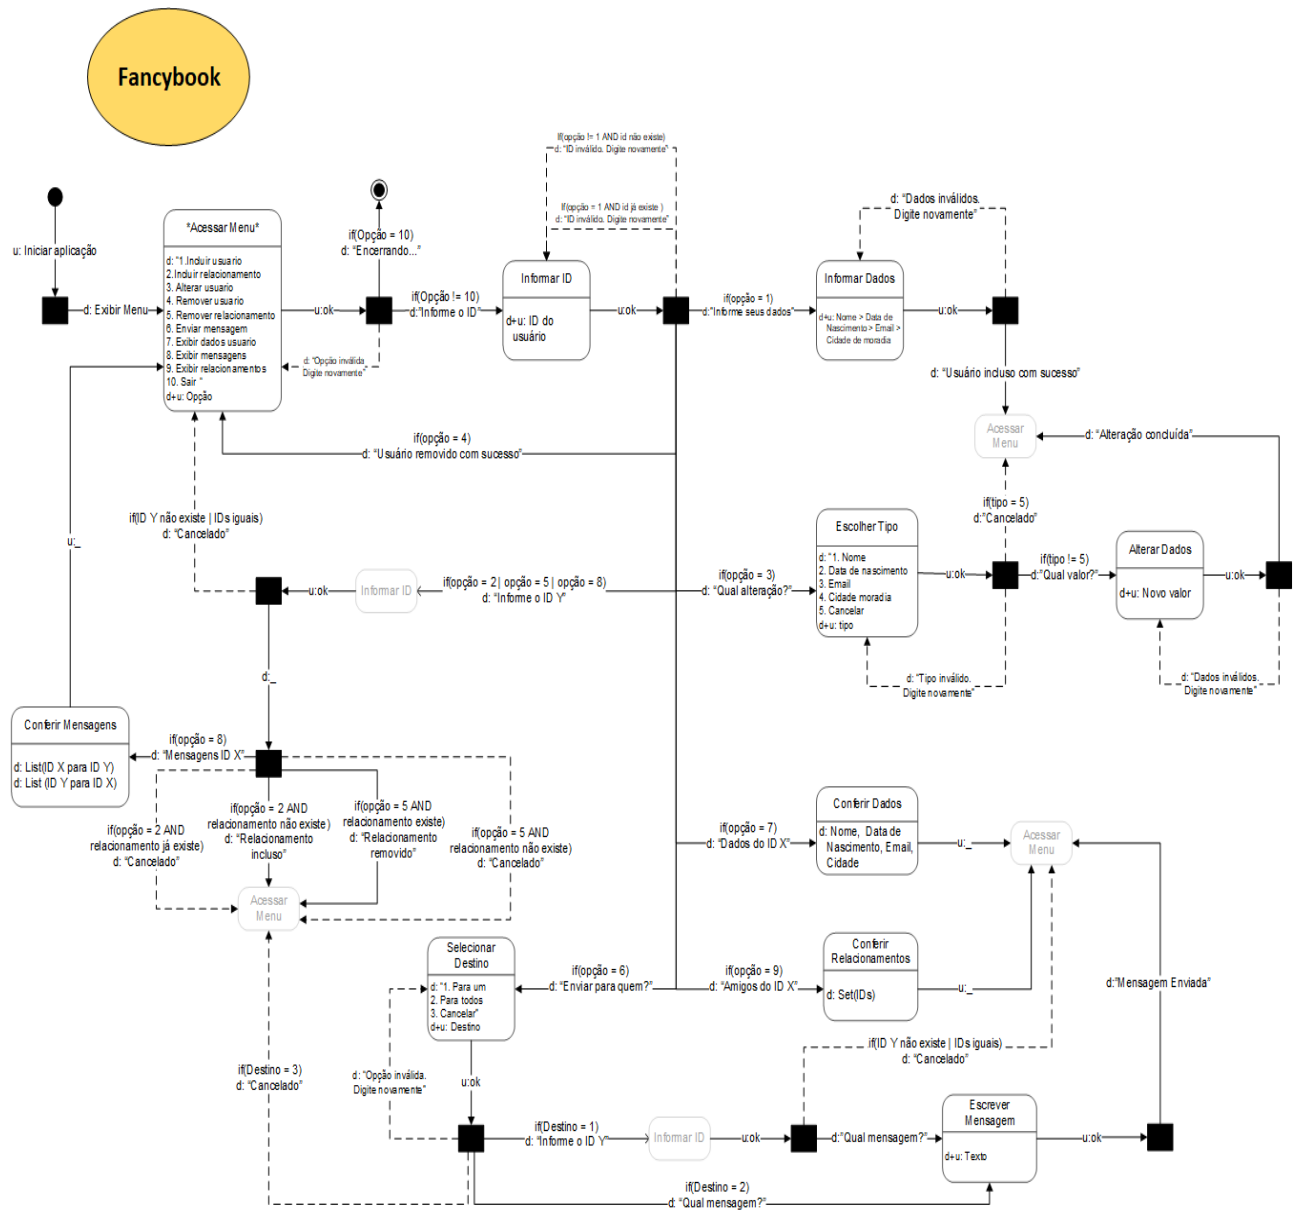 Fancybook
If(opção != 1 AND id não existe)
d: "ID inválido. Digite novamente"
If(opção = 1 AND id já existe )
d: "ID inválido. Digite novamente"
d: "Dados inválidos.
Digite novamente"
u: Iniciar aplicação
*Acessar Menu*
d: "1.Incluir usuario
2.Incluir relacionamento
3. Alterar usuario
4. Remover usuario
5. Remover relacionamento
6. Enviar mensagem
7. Exibir dados usuario
8. Exibir mensagens
9. Exibir relacionamentos
10. Sair "
d+u: Opção
if(Opção = 10)
d: "Encerrando..."
d: Exibir Menu
u:ok
if(Opção != 10)
d:"Informe o ID"
d: "Opção inválida
Digite novamente"
Informar ID
d+u: ID do
usuário
u:ok
if(opção = 1)
d:"Informe seus dados"
Informar Dados
d+u: Nome > Data de
Nascimento > Email >
Cidade de moradia
u:ok
d: "Usuário incluso com sucesso"
Acessar
Menu
d: "Alteração concluída"
if(opção = 4)
d: "Usuário removido com sucesso"
if(ID Y não existe | IDs iguais)
d: "Cancelado"
u:_
if(tipo = 5)
d:"Cancelado"
Escolher Tipo
d: "1. Nome
2. Data de nascimento
3. Email
4. Cidade moradia
5. Cancelar
d+u: tipo
u:ok
if(tipo != 5)
d:"Qual valor?"
Alterar Dados
d+u: Novo valor
u:ok
u:ok
Informar ID
if(opção = 2 | opção = 5 | opção = 8)
d: "Informe o ID Y"
if(opção = 3)
d: "Qual alteração?"
d: "Tipo inválido.
Digite novamente"
d: "Dados inválidos.
Digite novamente"
d:_
Conferir Mensagens
d: List(ID X para ID Y)
d: List (ID Y para ID X)
if(opção = 8)
d: "Mensagens ID X"
if(opção = 2 AND
relacionamento já existe)
d: "Cancelado"
if(opção = 2 AND
relacionamento não existe)
d: "Relacionamento
incluso"
if(opção = 5 AND
relacionamento existe)
d: "Relacionamento
removido"
if(opção = 5 AND
relacionamento não existe)
d: "Cancelado"
Acessar
Menu
if(opção = 7)
d: "Dados do ID X"
Conferir Dados
d: Nome, Data de
Nascimento, Email,
Cidade
u:_
Acessar
Menu
Selecionar
Destino
d: "1. Para um
2. Para todos
3. Cancelar"
d+u: Destino
if(opção = 6)
d: "Enviar para quem?"
if(opção = 9)
d: "Amigos do ID X"
Conferir
Relacionamentos
d: Set(IDs)
u:_
d:"Mensagem Enviada"
if(ID Y não existe | IDs iguais)
d: "Cancelado"
if(Destino = 3)
d: "Cancelado"
d: "Opção inválida.
Digite novamente"
u:ok
if(Destino = 1)
d: "Informe o ID Y"
Informar ID
u:ok
d:"Qual mensagem?"
Escrever
Mensagem
d+u: Texto
u:ok
if(Destino = 2)
d: "Qual mensagem?"